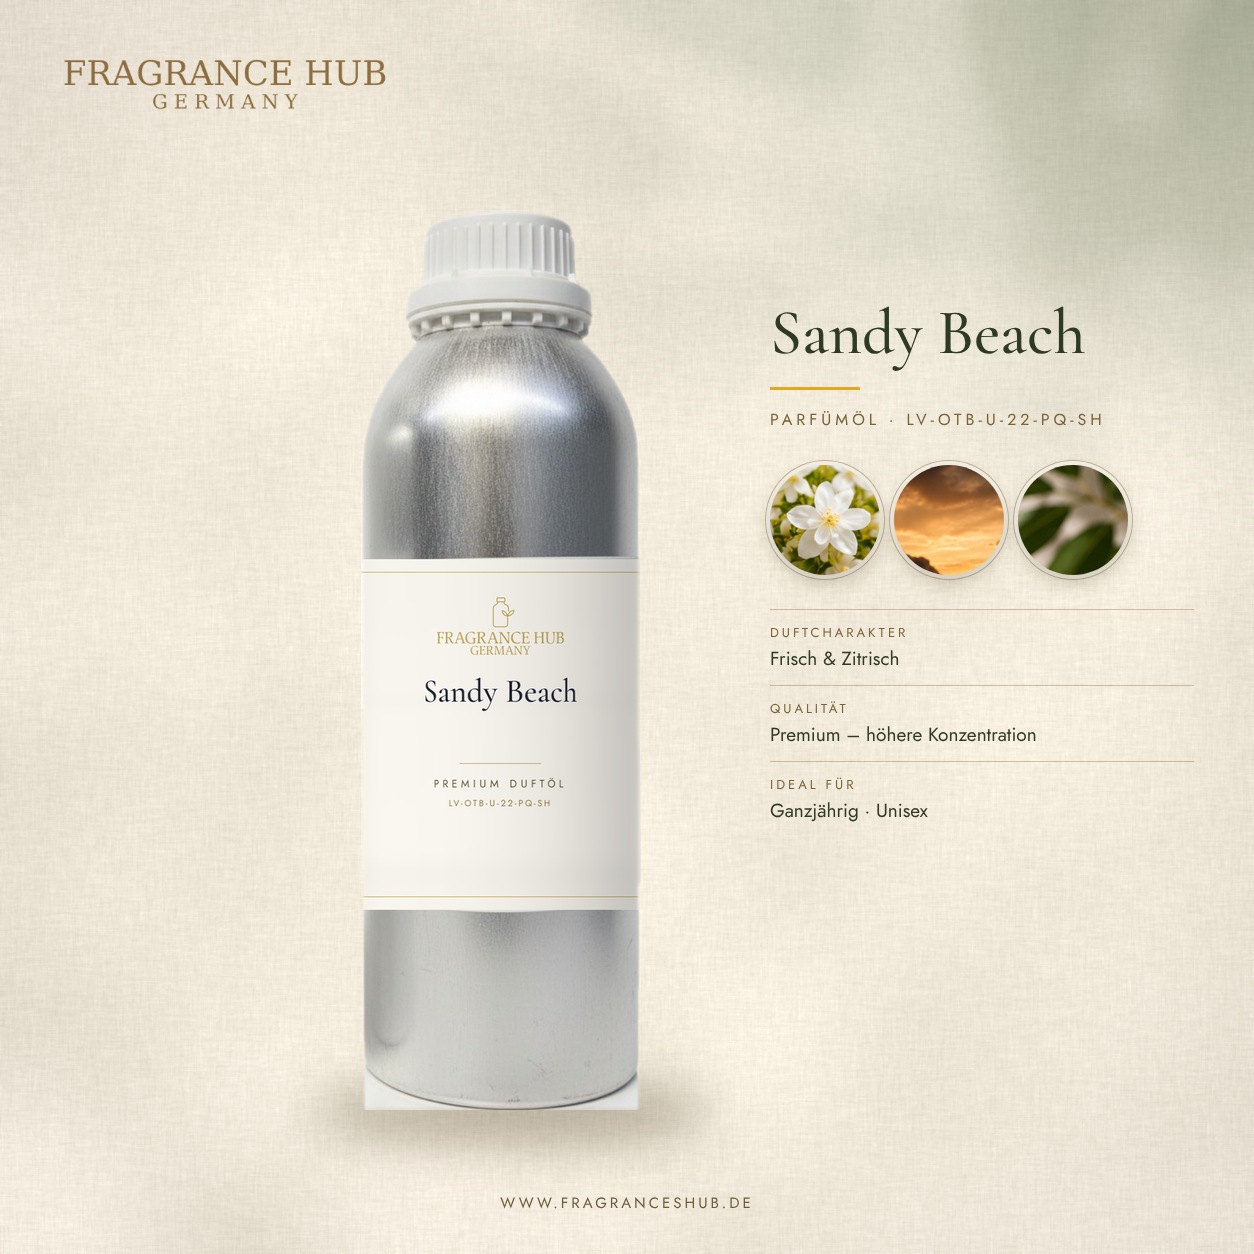 FRAGRANCE HUB
GERMANY
Sandy Beach
PARFÜMÖL · LV-OTB-U-22-PQ-SH
DUFTCHARAKTER
Frisch & Zitrisch
QUALITÄT
Premium – höhere Konzentration
IDEAL FÜR
Ganzjährig · Unisex
FRAGRANCE HUB
GERMANY
Sandy Beach
PREMIUM DUFTÖL
LV-OTB-U-22-PQ-SH
WWW.FRAGRANCESHUB.DE